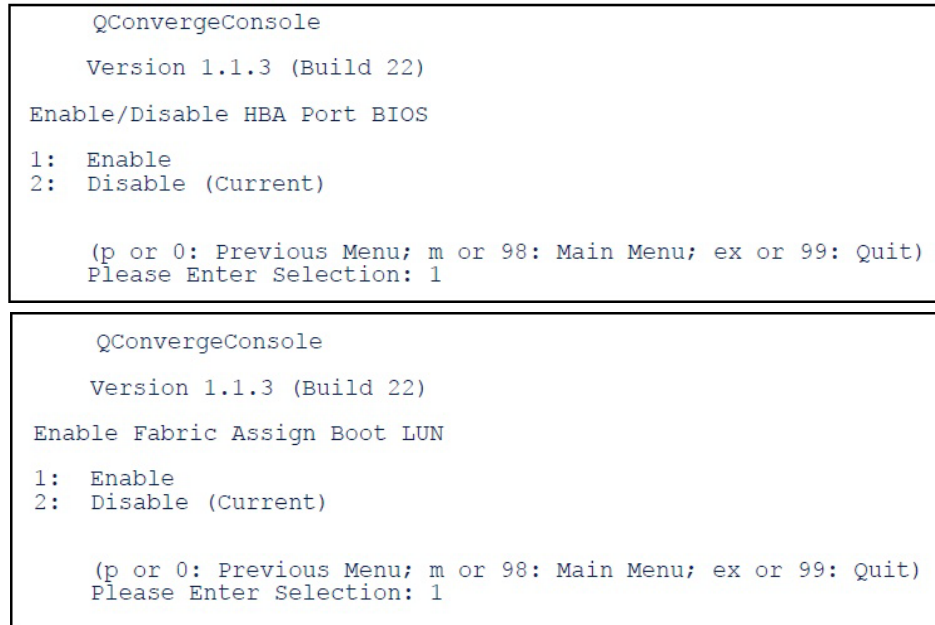 QConvergeConsole
Version 1.1.3 (Build 22)
Enable/Disable HBA Port BIOS
1: Enable
2: Disable (Current)
(p or 0: Previous Menu; m or 98: Main Menu; ex or 99: Quit)
Please Enter Selection: 1
QConvergeConsole
Version 1.1.3 (Build 22)
Enable Fabric Assign Boot LUN
1: Enable
2: Disable (Current)
(p or 0: Previous Menu; m or 98: Main Menu; ex or 99: Quit)
Please Enter Selection: 1